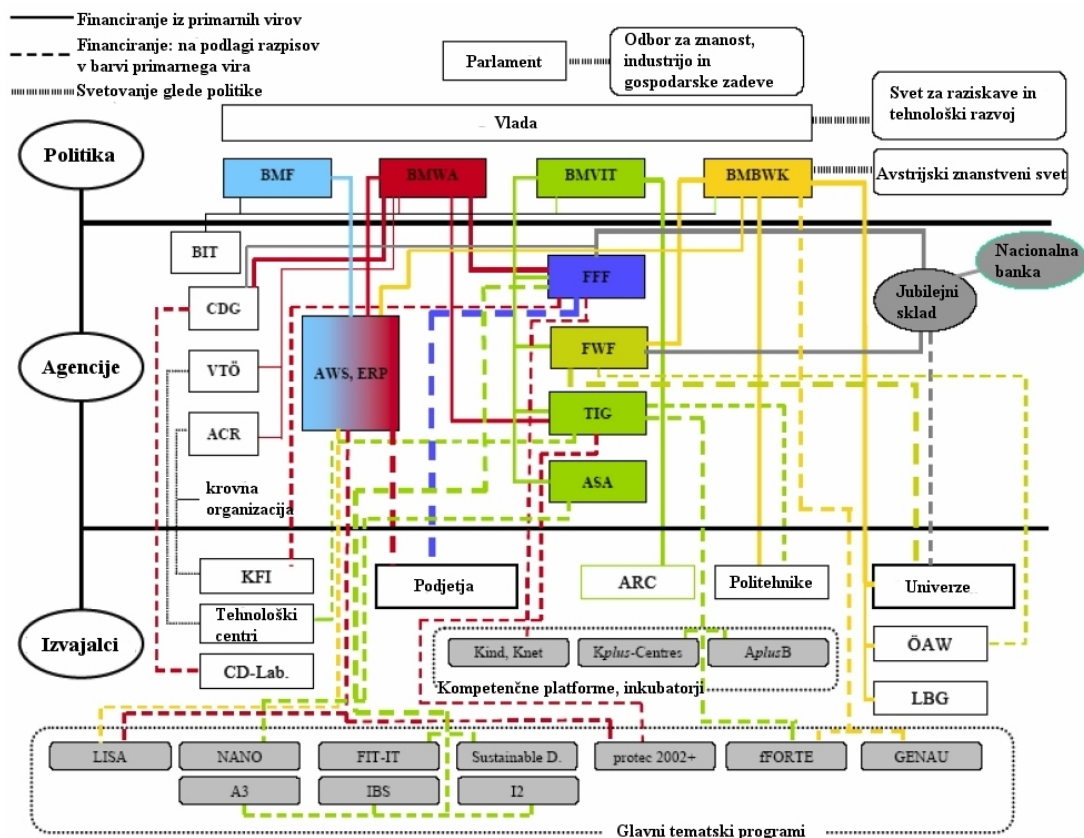 Financiranje iz primarnih virov
Financiranje: na podlagi razpisov
v barvi primarnega vira
Svetovanje glede politike
Parlament
Odbor za znanost,
industrijo in
gospodarske zadeve
Vlada
Svet za raziskave in
tehnološki razvoj
Politika
BMF
BMWA
BMVIT
BMBWK
Avstrijski znanstveni svet
BIT
Nacionalna
banka
CDG
FFF
Jubilejni
sklad
Agencije
VTÖ
AWS, ERP
FWF
ACR
TIG
krovna
organizacija
ASA
KFI
Podjetja
ARC
Politehnike
Univerze
Tehnološki
centri
Izvajalci
Kind, Knet
Kplus-Centres
AplusB
ÖAW
CD-Lab.
Kompetenčne platforme, inkubatorji
LBG
LISA
NANO
FIT-IT
Sustainable D.
protec 2002+
fFORTE
GENAU
A3
IBS
I2
Glavni tematski programi